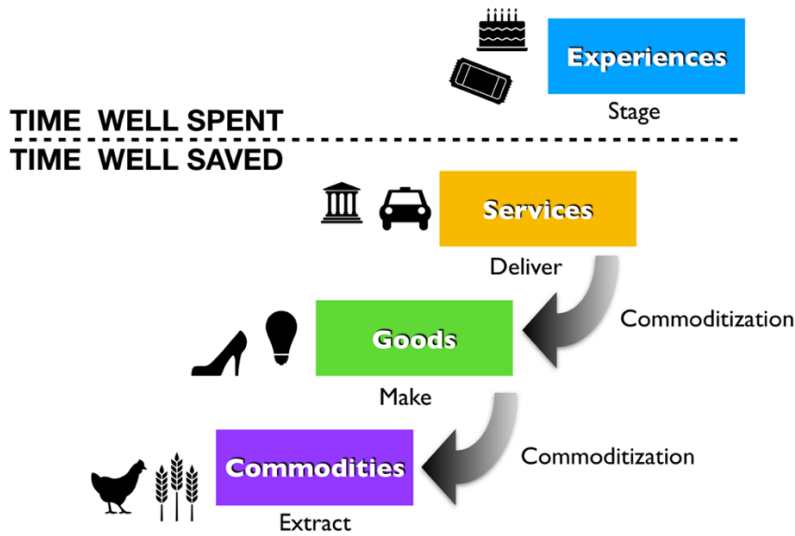 Experiences
Stage
TIME WELL SPENT
TIME WELL SAVED
Services
Deliver
Commoditization
Goods
Make
Commoditization
Commodities
Extract